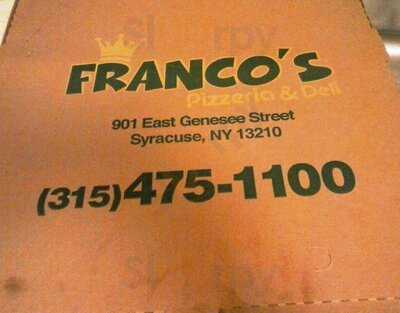 FRANCO'S
Pizzeria & Deli
901 East Genesee Street
Syracuse, NY 13210
(315)475-1100